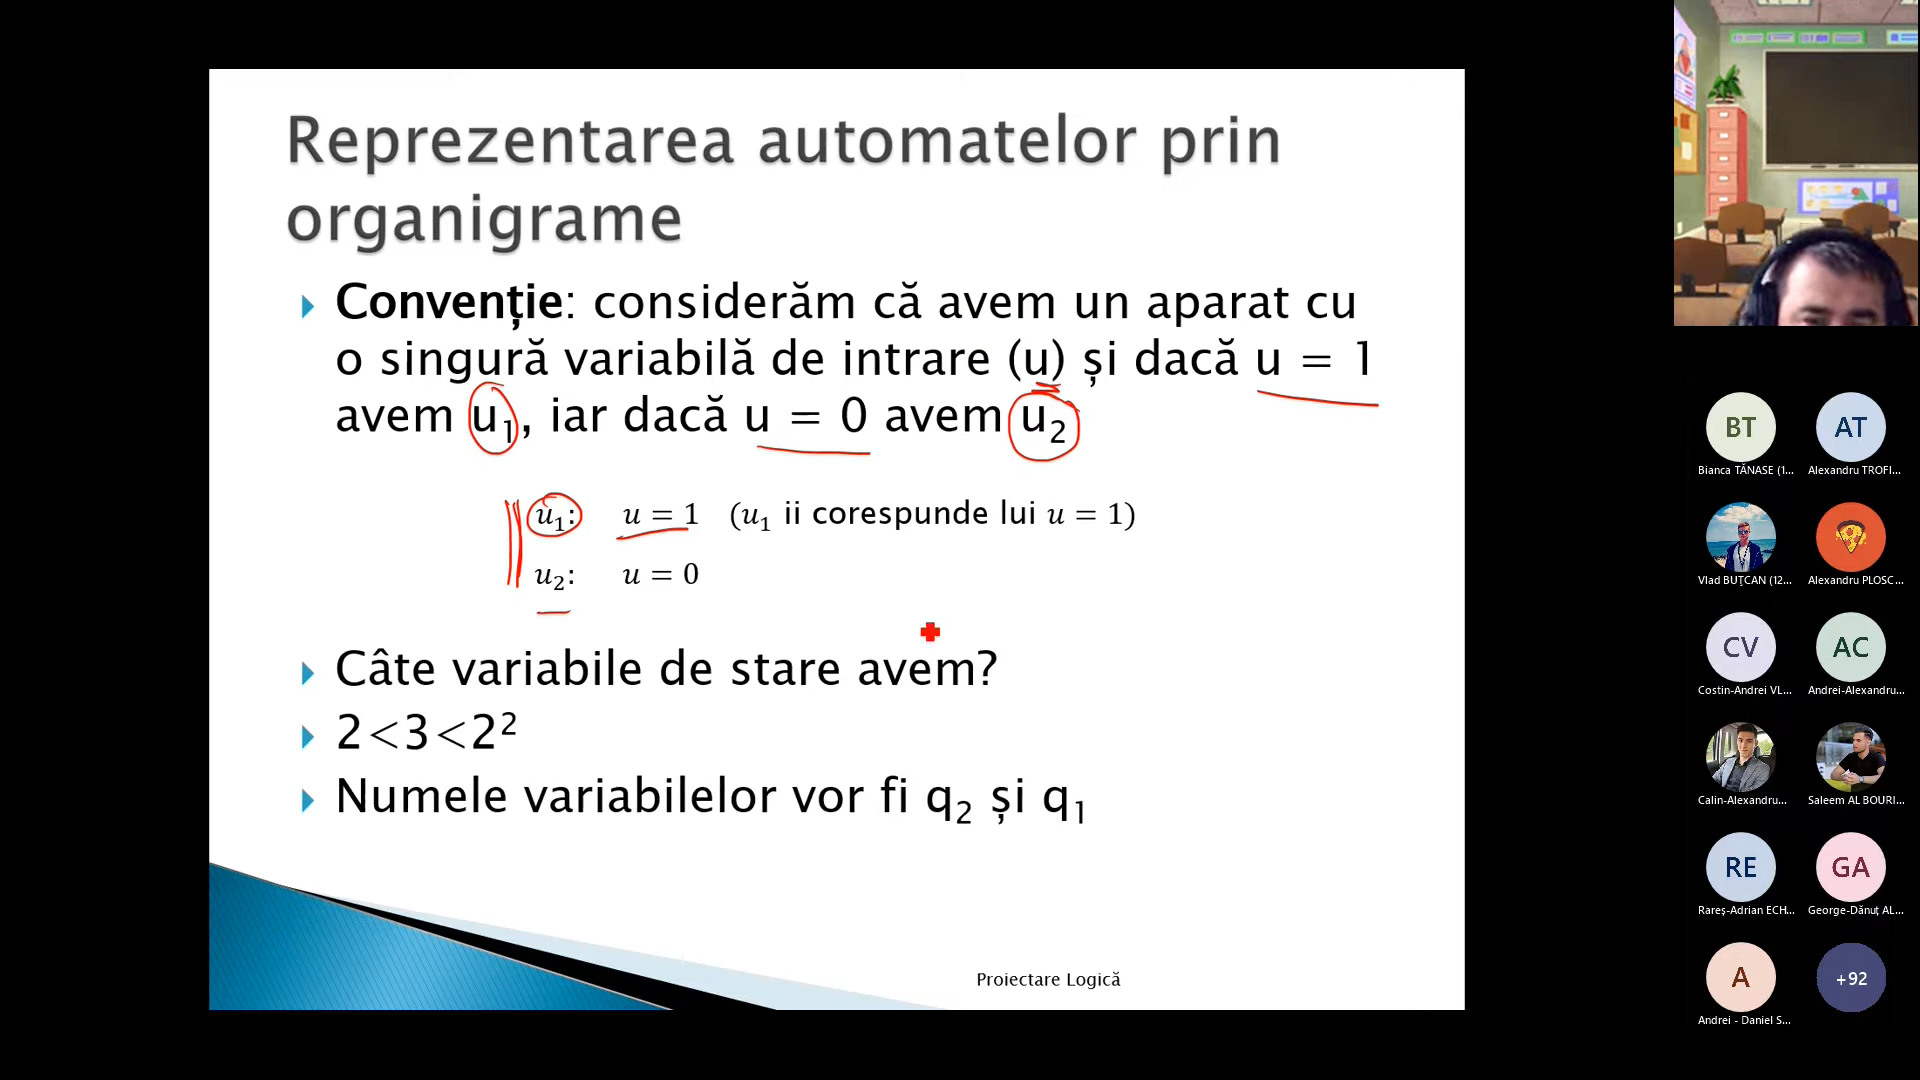 Reprezentarea automatelor prin
organigrame
Convenție: considerăm că avem un aparat cu
o singură variabilă de intrare (u) și dacă u = 1
avem u₁, iar dacă u = 0 avem u₂
u₁: u = 1 (u₁ ii corespunde lui u = 1)
u₂: u = 0
Câte variabile de stare avem?
2<3<2²
Numele variabilelor vor fi q₂ și q₁
Proiectare Logică
BT
AT
Bianca TĂNASE (1...
Alexandru TROFI...
Vlad BUȚCAN (12...
Alexandru PLOSC...
CV
AC
Costin-Andrei VL...
Andrei-Alexandru...
Calin-Alexandru...
Saleem AL BOURI...
RE
GA
Rareș-Adrian ECH...
George-Dănuț AL...
A
+92
Andrei - Daniel S...